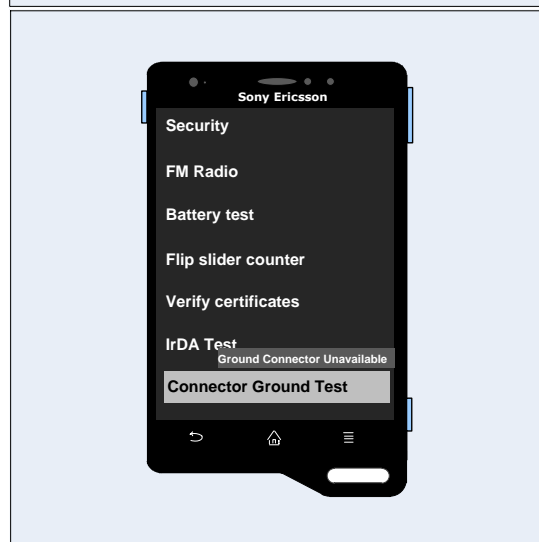 Sony Ericsson
Security
FM Radio
Battery test
Flip slider counter
Verify certificates
IrDA Test
Ground Connector Unavailable
Connector Ground Test